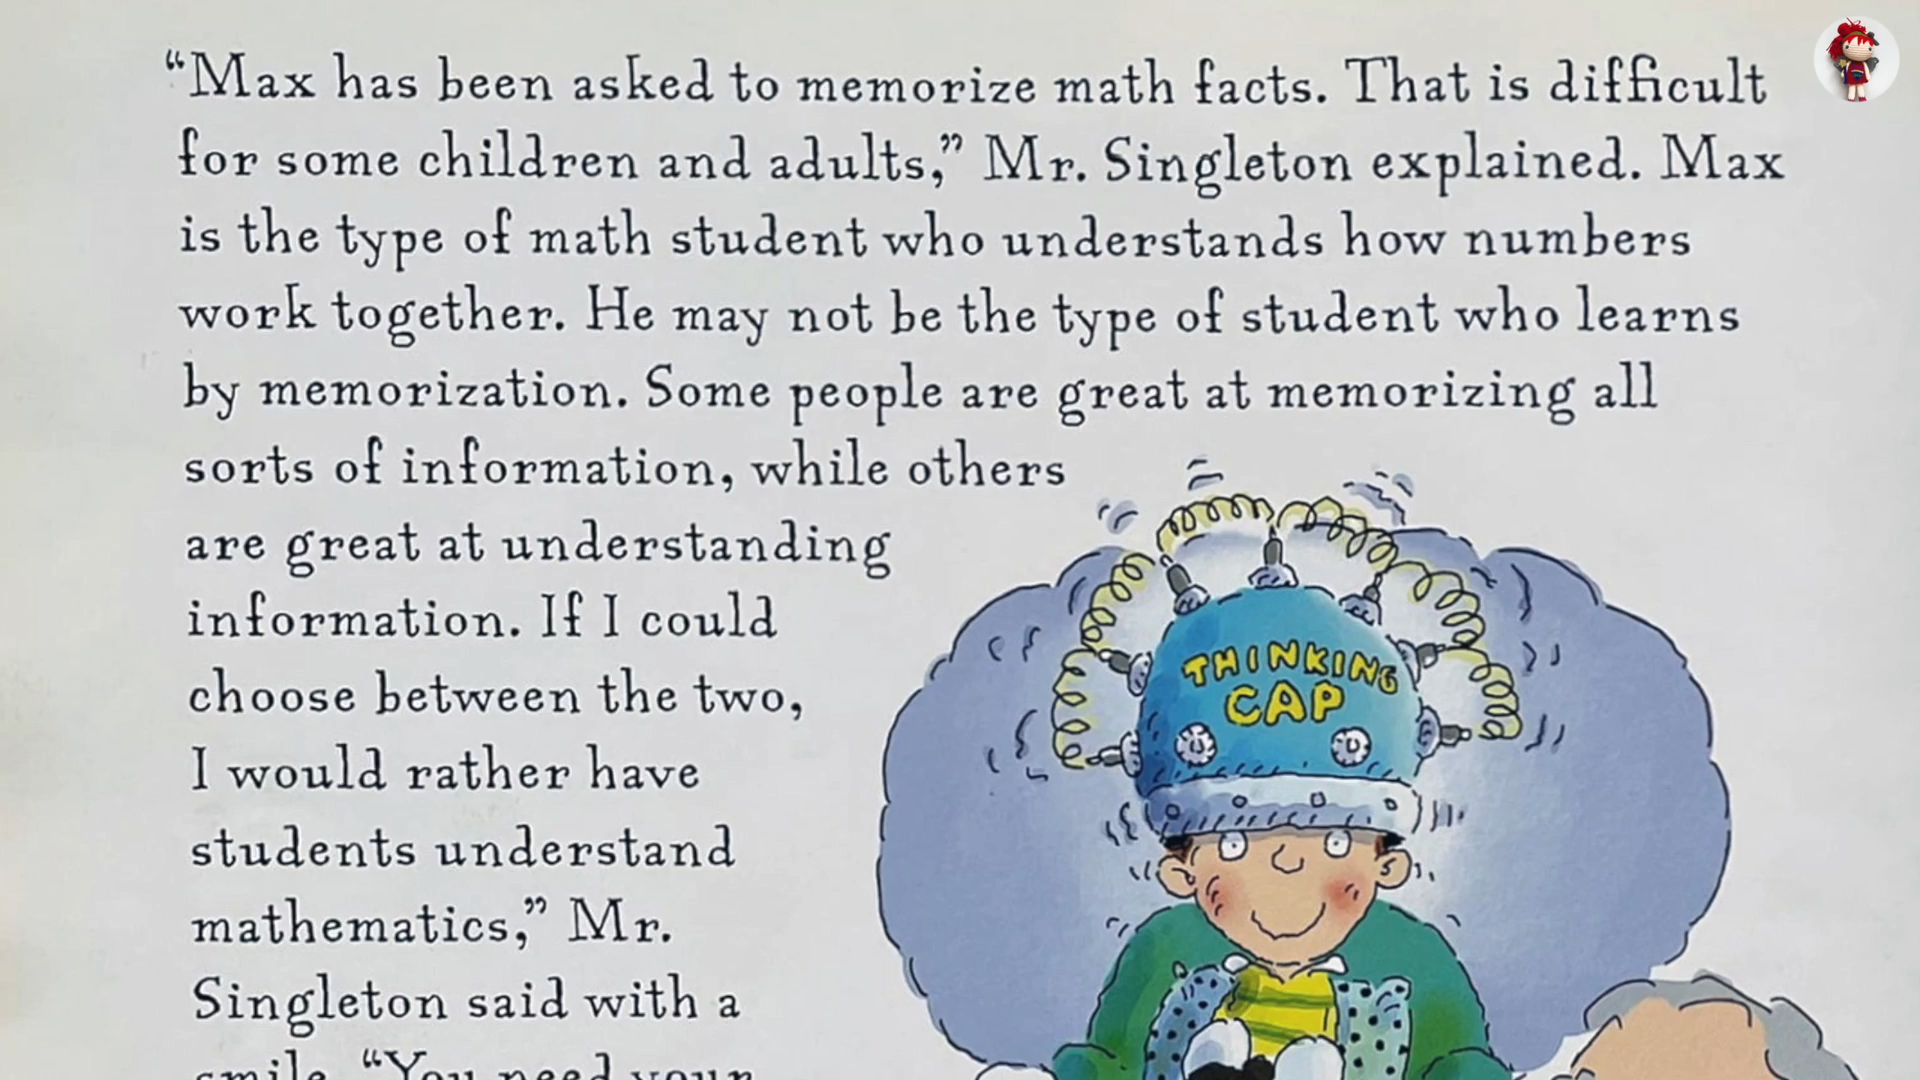 “Max has been asked to memorize math facts. That is difficult
for some children and adults,” Mr. Singleton explained. Max
is the type of math student who understands how numbers
work together. He may not be the type of student who learns
by memorization. Some people are great at memorizing all
sorts of information, while others
are great at understanding
information. If I could
choose between the two,
I would rather have
students understand
mathematics,” Mr.
Singleton said with a
smile. “You need your
THINKING
CAP